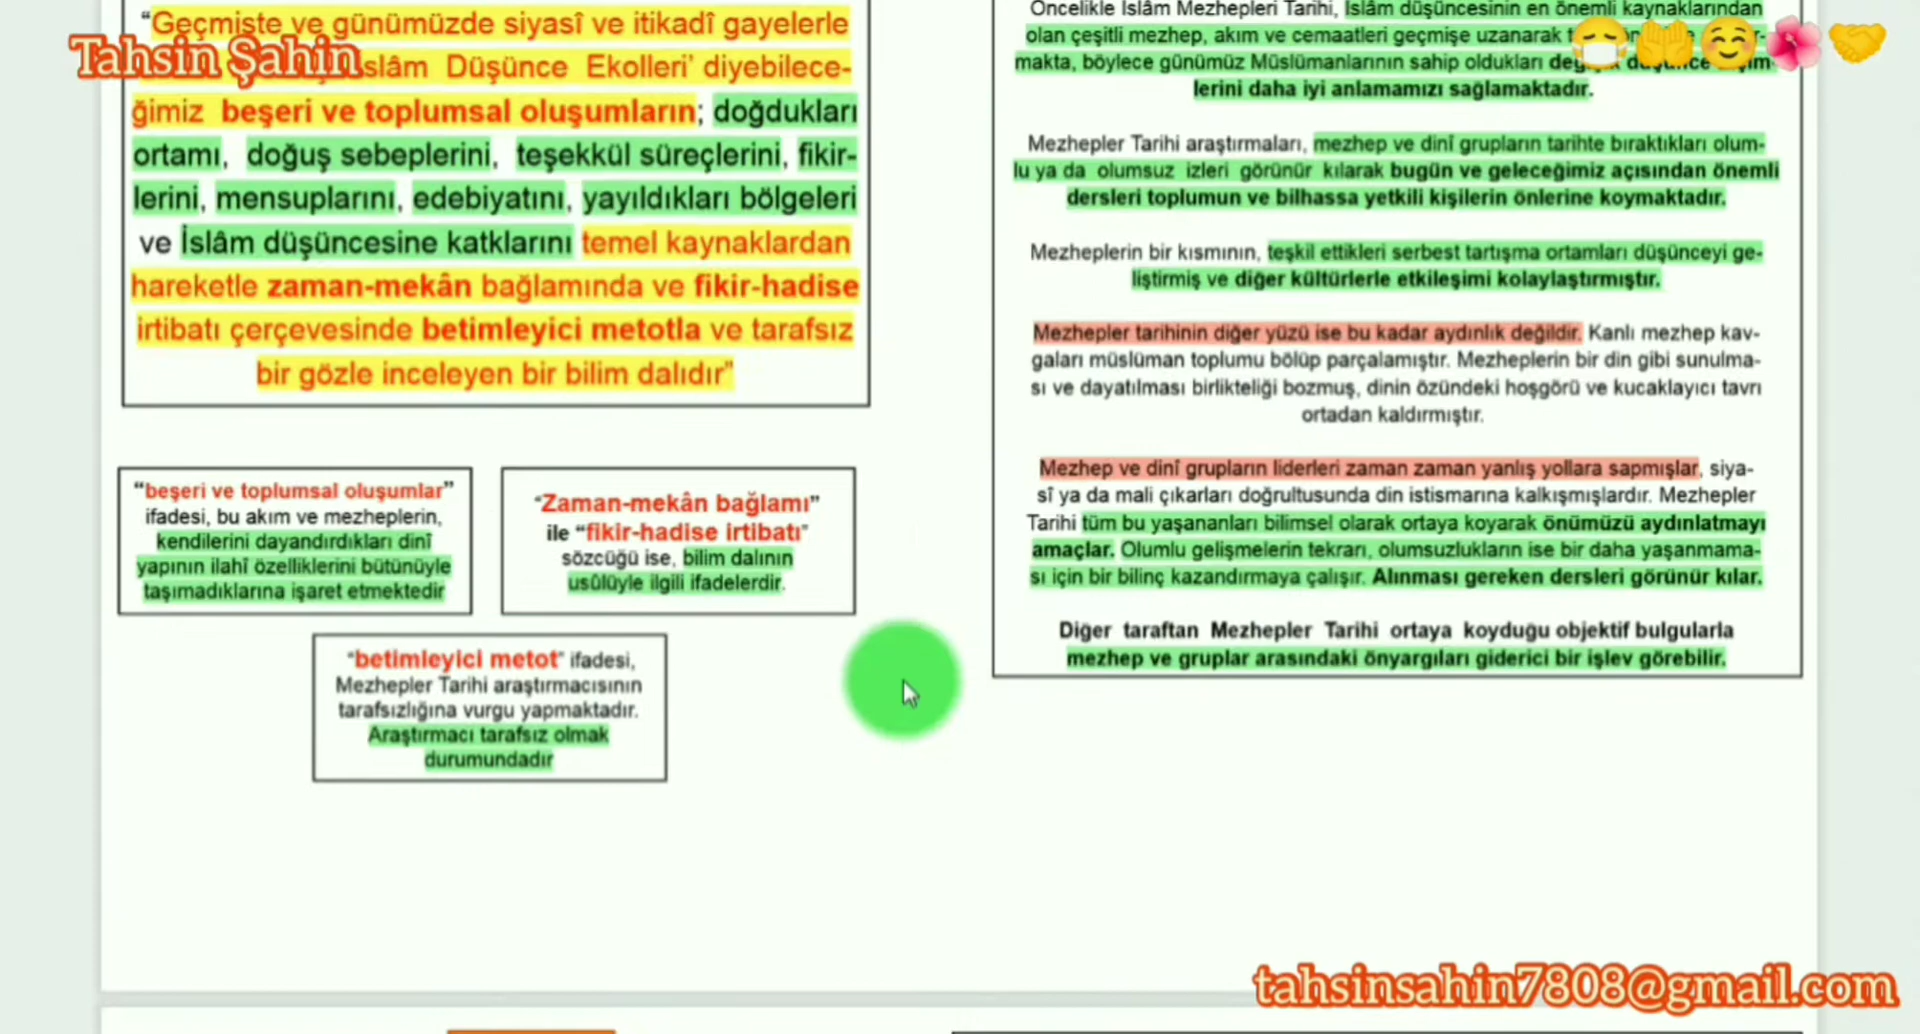 “Geçmişte ve günümüzde siyasî ve itikadî gayelerle
Tahsin Şahin
İslâm Düşünce Ekolleri’ diyebilece-
ğimiz beşeri ve toplumsal oluşumların; doğdukları
ortamı, doğuş sebeplerini, teşekkül süreçlerini, fikir-
lerini, mensuplarını, edebiyatını, yayıldıkları bölgeleri
ve İslâm düşüncesine katklarını temel kaynaklardan
hareketle zaman-mekân bağlamında ve fikir-hadise
irtibatı çerçevesinde betimleyici metotla ve tarafsız
bir gözle inceleyen bir bilim dalıdır”
“beşeri ve toplumsal oluşumlar”
ifadesi, bu akım ve mezheplerin,
kendilerini dayandırdıkları dinî
yapının ilahî özelliklerini bütünüyle
taşımadıklarına işaret etmektedir
“Zaman-mekân bağlamı”
ile “fikir-hadise irtibatı”
sözcüğü ise, bilim dalının
usûlüyle ilgili ifadelerdir.
“betimleyici metot” ifadesi,
Mezhepler Tarihi araştırmacısının
tarafsızlığına vurgu yapmaktadır.
Araştırmacı tarafsız olmak
durumundadır
Öncelikle İslâm Mezhepleri Tarihi, İslâm düşüncesinin en önemli kaynaklarından
olan çeşitli mezhep, akım ve cemaatleri geçmişe uzanarak
makta, böylece günümüz Müslümanlarının sahip oldukları
lerini daha iyi anlamamızı sağlamaktadır.
Mezhepler Tarihi araştırmaları, mezhep ve dinî grupların tarihte bıraktıkları olum-
lu ya da olumsuz izleri görünür kılarak bugün ve geleceğimiz açısından önemli
dersleri toplumun ve bilhassa yetkili kişilerin önlerine koymaktadır.
Mezheplerin bir kısmının, teşkil ettikleri serbest tartışma ortamları düşünceyi ge-
liştirmiş ve diğer kültürlerle etkileşimi kolaylaştırmıştır.
Mezhepler tarihinin diğer yüzü ise bu kadar aydınlık değildir. Kanlı mezhep kav-
gaları müslüman toplumu bölüp parçalamıştır. Mezheplerin bir din gibi sunulma-
sı ve dayatılması birlikteliği bozmuş, dinin özündeki hoşgörü ve kucaklayıcı tavrı
ortadan kaldırmıştır.
Mezhep ve dinî grupların liderleri zaman zaman yanlış yollara sapmışlar, siya-
sî ya da mali çıkarları doğrultusunda din istismarına kalkışmışlardır. Mezhepler
Tarihi tüm bu yaşananları bilimsel olarak ortaya koyarak önümüzü aydınlatmayı
amaçlar. Olumlu gelişmelerin tekrarı, olumsuzlukların ise bir daha yaşanmama-
sı için bir bilinç kazandırmaya çalışır. Alınması gereken dersleri görünür kılar.
Diğer taraftan Mezhepler Tarihi ortaya koyduğu objektif bulgularla
mezhep ve gruplar arasındaki önyargıları giderici bir işlev görebilir.
tahsinsahin7808@gmail.com